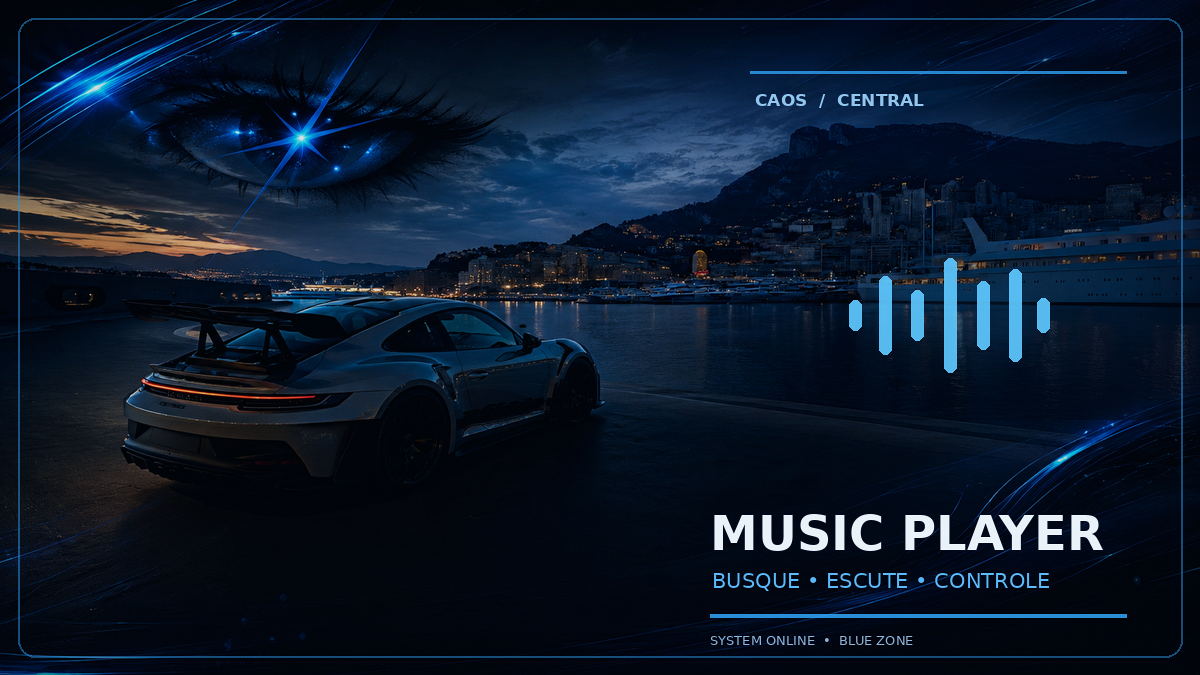 CAOS / CENTRAL
MUSIC PLAYER
BUSQUE • ESCUTE • CONTROLE
SYSTEM ONLINE • BLUE ZONE